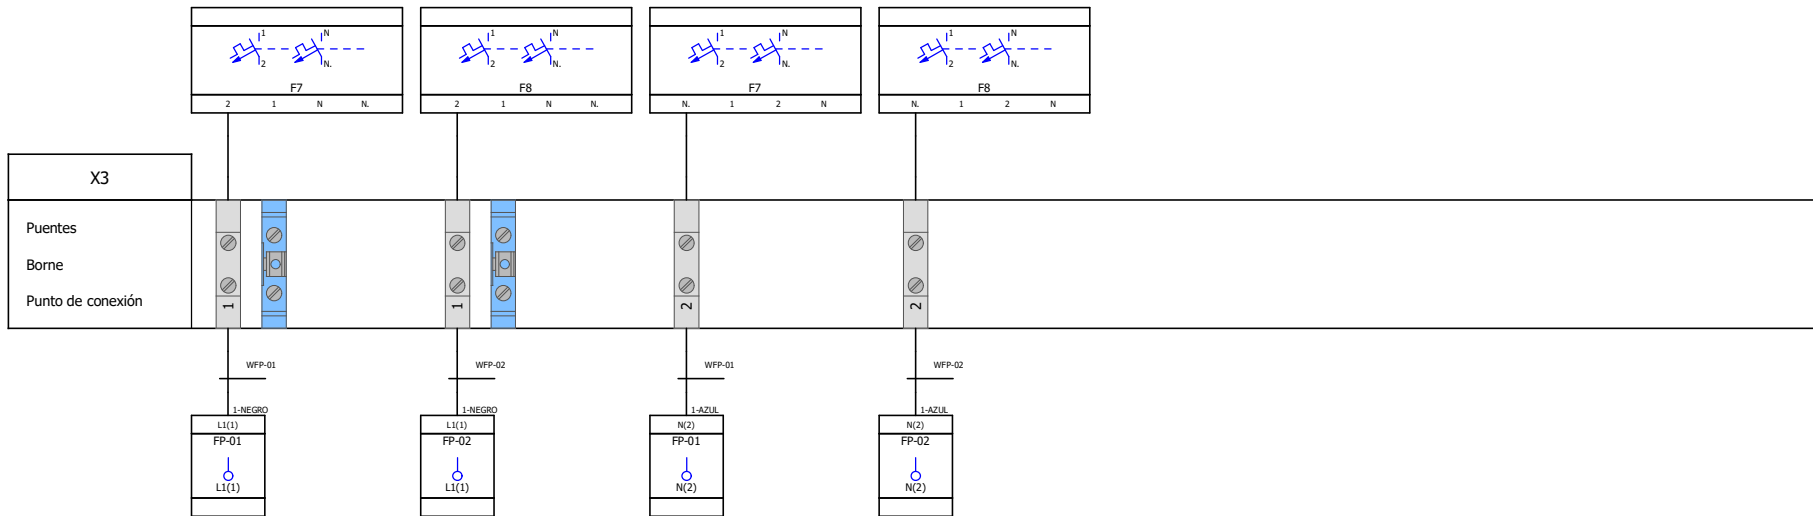 1 N 1 N 1 N 1 N
2 N. 2 N. 2 N. 2 N.
F7 F8 F7 F8
2 1 N N. 2 1 N N. N. 1 2 N N. 1 2 N
X3
Puentes
Borne
Punto de conexión
1 1 2 2
WFP-01 WFP-02 WFP-01 WFP-02
1-NEGRO 1-NEGRO 1-AZUL 1-AZUL
L1(1) L1(1) N(2) N(2)
FP-01 FP-02 FP-01 FP-02
L1(1) L1(1) N(2) N(2)